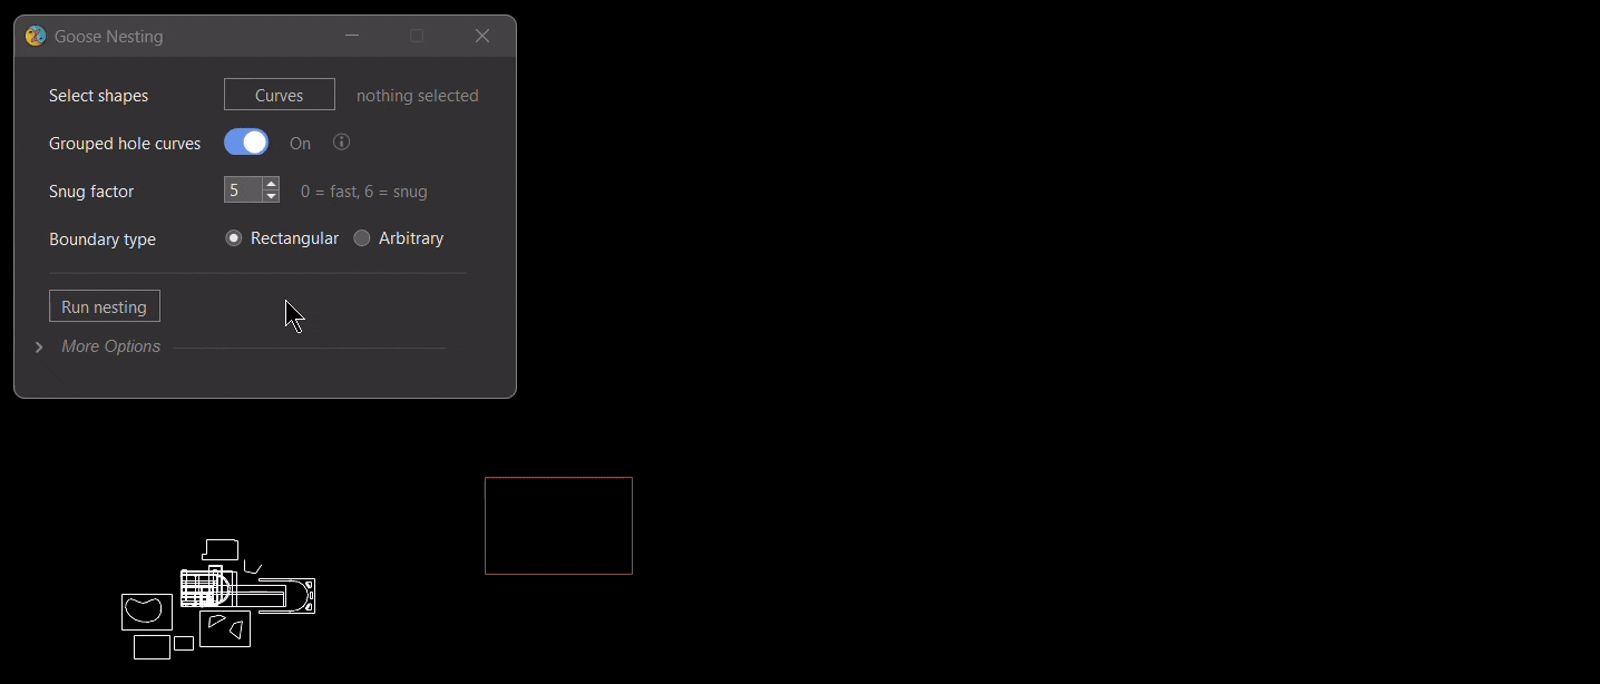 Goose Nesting
Select shapes Curves nothing selected
Grouped hole curves On
Snug factor 5 0 = fast, 6 = snug
Boundary type Rectangular Arbitrary
Run nesting
More Options